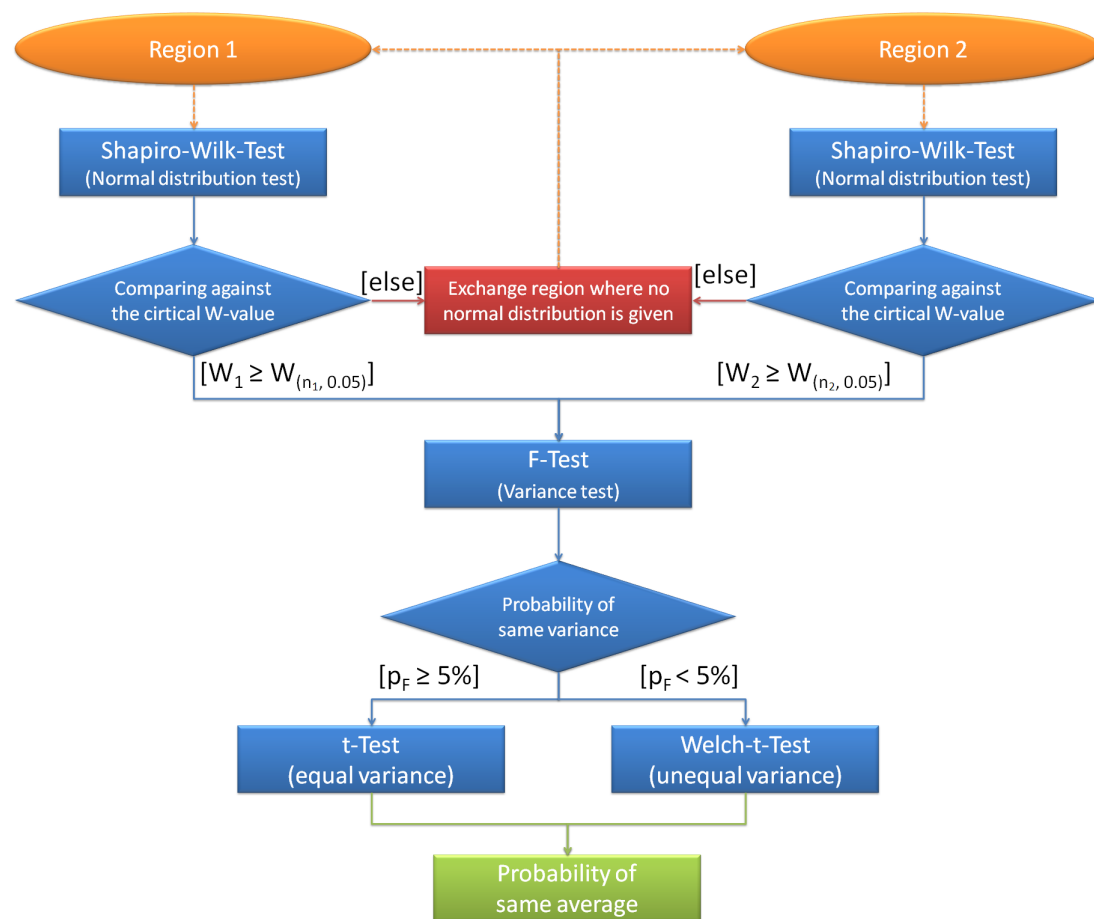 Region 1
Region 2
Shapiro-Wilk-Test
(Normal distribution test)
Shapiro-Wilk-Test
(Normal distribution test)
Comparing against
the cirtical W-value
[else]
Exchange region where no
normal distribution is given
[else]
Comparing against
the cirtical W-value
[W₁ ≥ W₍ₙ₁, ₀.₀₅₎]
[W₂ ≥ W₍ₙ₂, ₀.₀₅₎]
F-Test
(Variance test)
Probability of
same variance
[p_F ≥ 5%]
[p_F < 5%]
t-Test
(equal variance)
Welch-t-Test
(unequal variance)
Probability of
same average